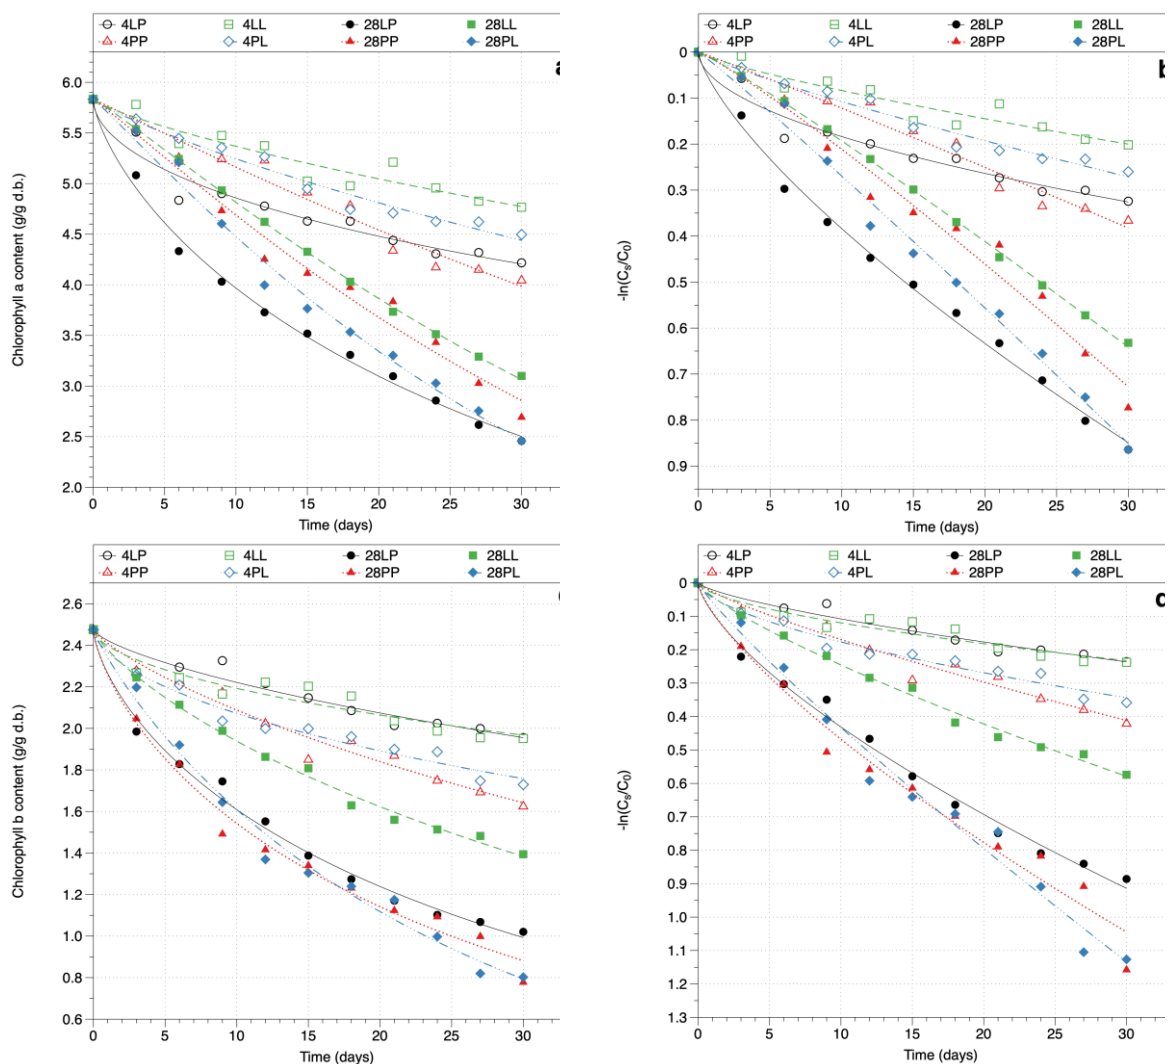 4LP 4LL 28LP 28LL
4PP 4PL 28PP 28PL
a
6.0
5.5
5.0
4.5
4.0
3.5
3.0
2.5
2.0
Chlorophyll a content (g/g d.b.)
0 5 10 15 20 25 30
Time (days)
4LP 4LL 28LP 28LL
4PP 4PL 28PP 28PL
b
0
0.1
0.2
0.3
0.4
0.5
0.6
0.7
0.8
0.9
-ln(Cs/C0)
0 5 10 15 20 25 30
Time (days)
4LP 4LL 28LP 28LL
4PP 4PL 28PP 28PL
2.6
2.4
2.2
2.0
1.8
1.6
1.4
1.2
1.0
0.8
0.6
Chlorophyll b content (g/g d.b.)
0 5 10 15 20 25 30
Time (days)
4LP 4LL 28LP 28LL
4PP 4PL 28PP 28PL
d
0
0.1
0.2
0.3
0.4
0.5
0.6
0.7
0.8
0.9
1.0
1.1
1.2
1.3
-ln(Cs/C0)
0 5 10 15 20 25 30
Time (days)